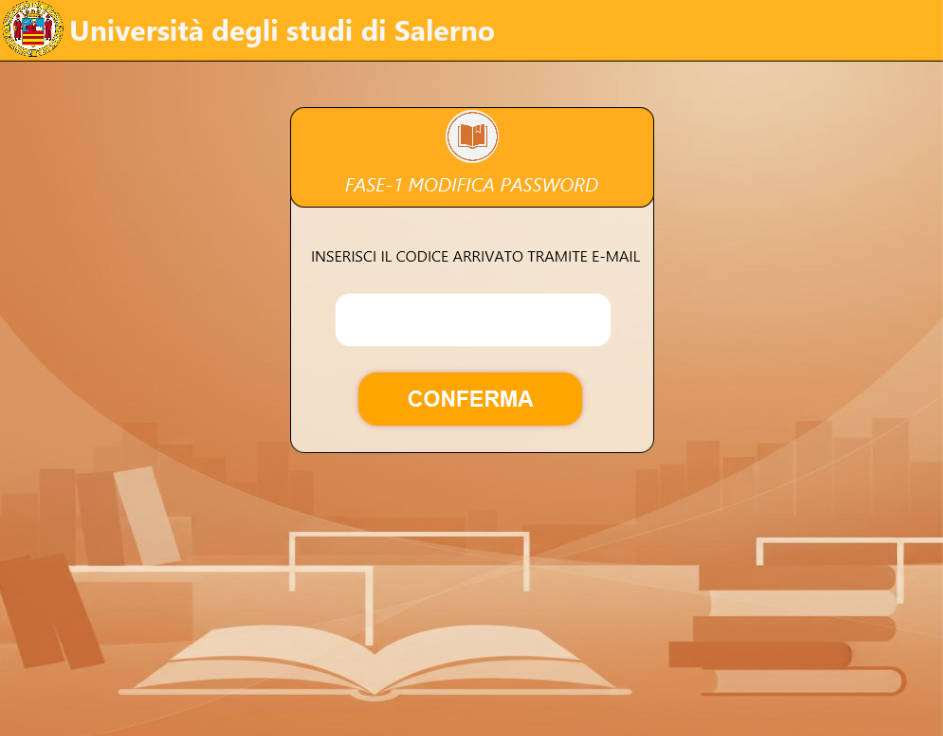 Università degli studi di Salerno
FASE-1 MODIFICA PASSWORD
INSERISCI IL CODICE ARRIVATO TRAMITE E-MAIL
CONFERMA